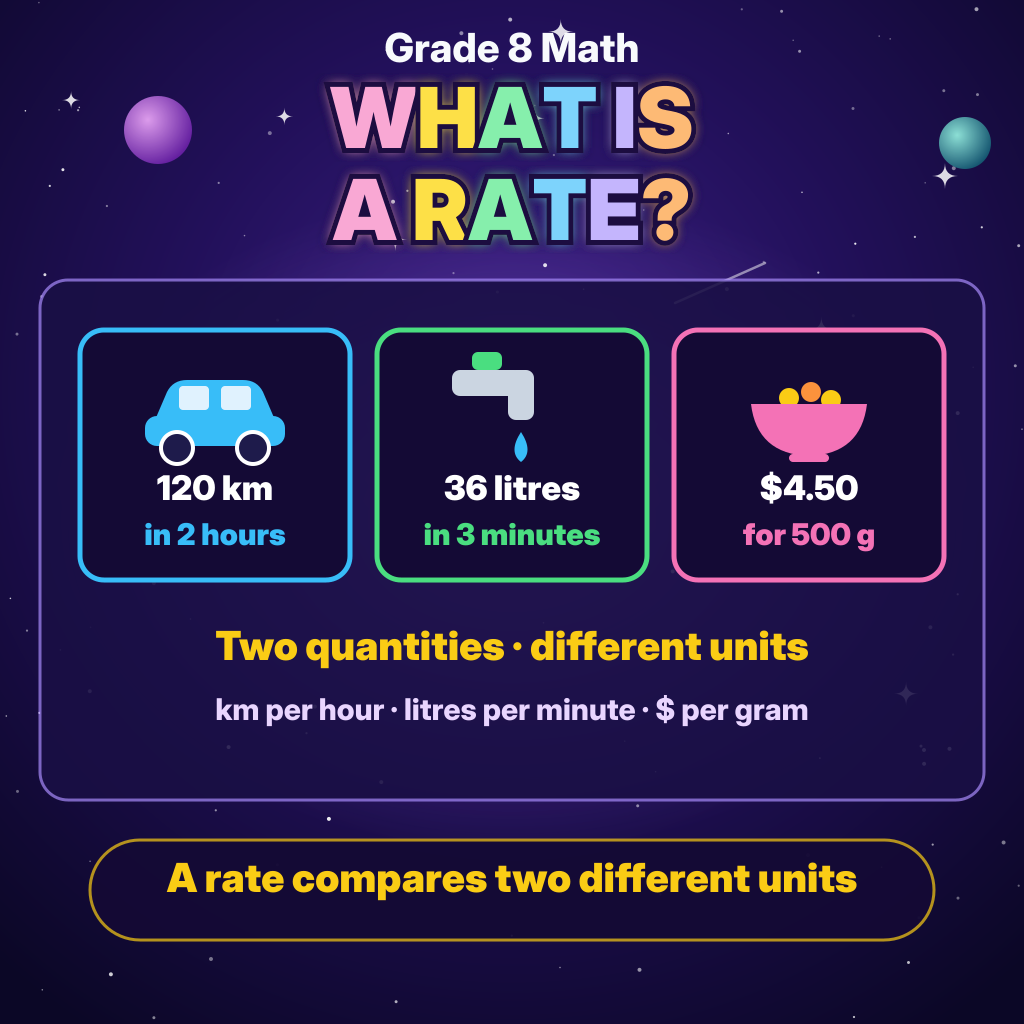 Grade 8 Math
WHAT IS
A RATE?
120 km
in 2 hours
36 litres
in 3 minutes
$4.50
for 500 g
Two quantities · different units
km per hour · litres per minute · $ per gram
A rate compares two different units